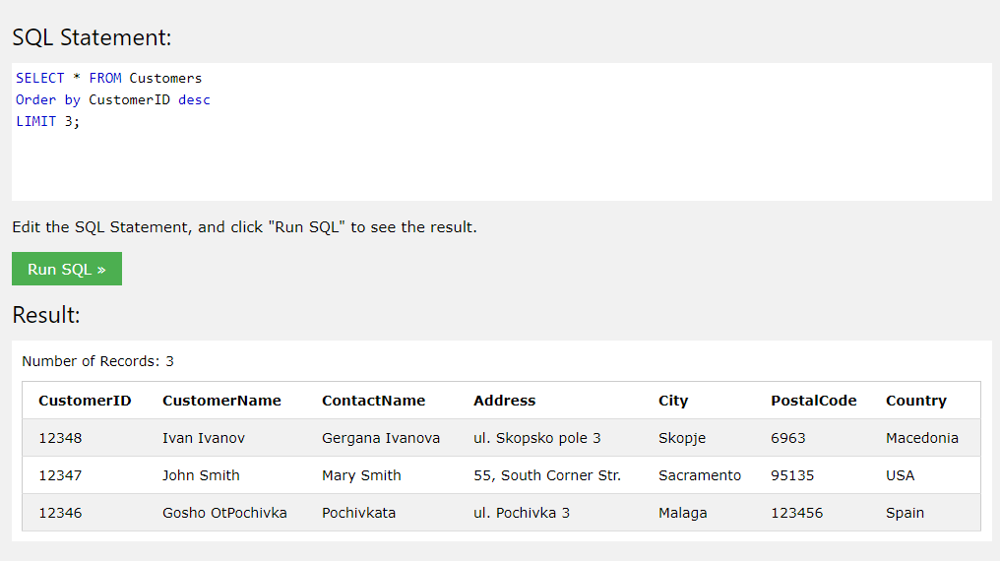 SQL Statement:
SELECT * FROM Customers
Order by CustomerID desc
LIMIT 3;
Edit the SQL Statement, and click "Run SQL" to see the result.
Run SQL »
Result:
Number of Records: 3
CustomerID CustomerName ContactName Address City PostalCode Country
12348 Ivan Ivanov Gergana Ivanova ul. Skopsko pole 3 Skopje 6963 Macedonia
12347 John Smith Mary Smith 55, South Corner Str. Sacramento 95135 USA
12346 Gosho OtPochivka Pochivkata ul. Pochivka 3 Malaga 123456 Spain